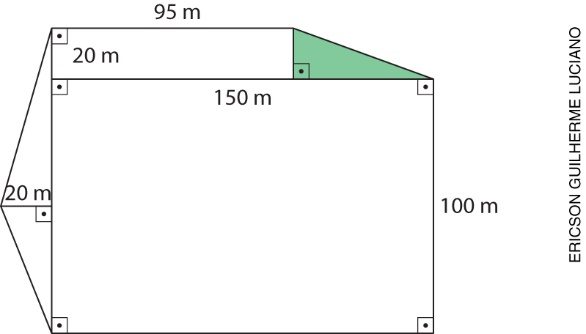 95 m
20 m
150 m
20 m
100 m
ERICSON GUILHERME LUCIANO